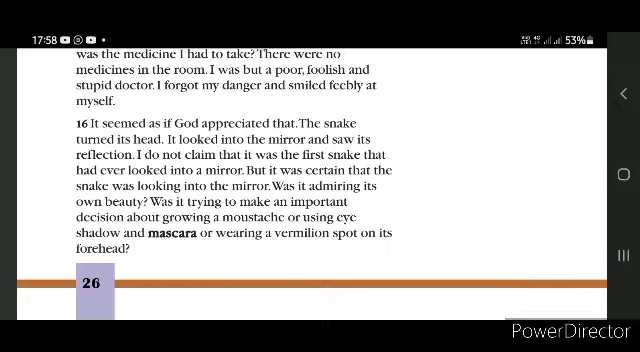 17:58
53%
was the medicine I had to take? There were no
medicines in the room. I was but a poor, foolish and
stupid doctor. I forgot my danger and smiled feebly at
myself.
16 It seemed as if God appreciated that. The snake
turned its head. It looked into the mirror and saw its
reflection. I do not claim that it was the first snake that
had ever looked into a mirror. But it was certain that the
snake was looking into the mirror. Was it admiring its
own beauty? Was it trying to make an important
decision about growing a moustache or using eye
shadow and mascara or wearing a vermilion spot on its
forehead?
26
PowerDirector